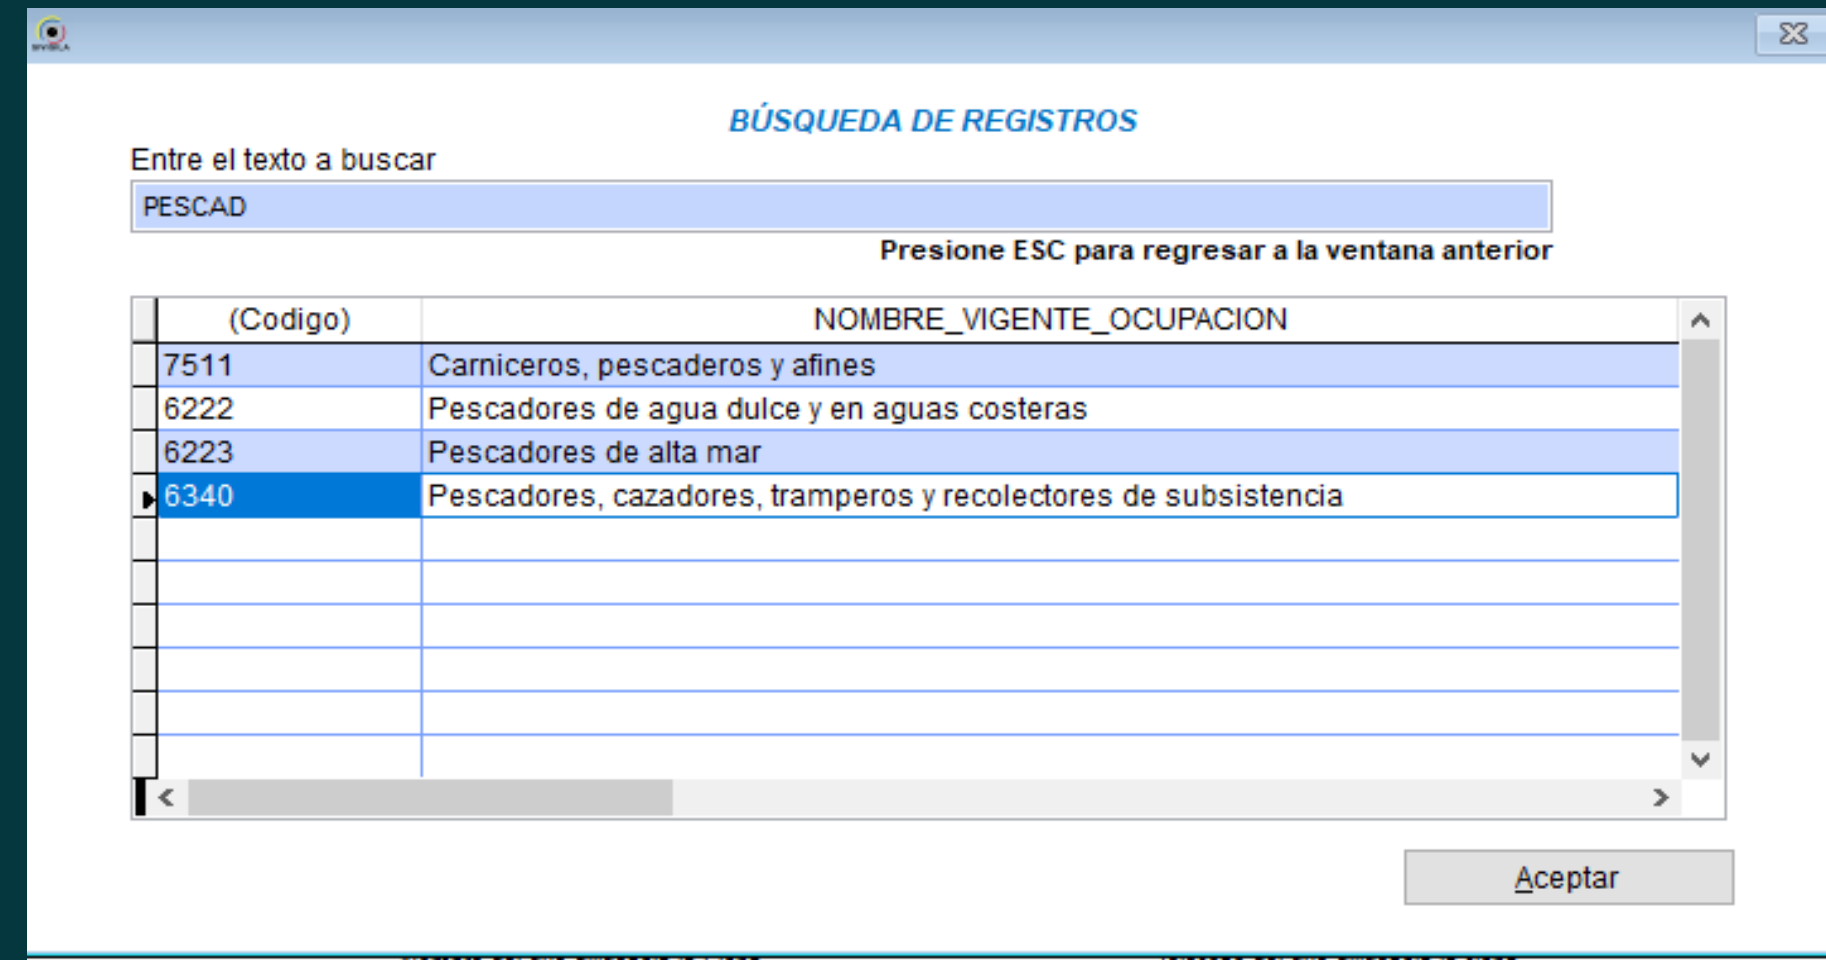 BÚSQUEDA DE REGISTROS
Entre el texto a buscar
PESCAD
Presione ESC para regresar a la ventana anterior
(Codigo) NOMBRE_VIGENTE_OCUPACION
7511 Carniceros, pescaderos y afines
6222 Pescadores de agua dulce y en aguas costeras
6223 Pescadores de alta mar
6340 Pescadores, cazadores, tramperos y recolectores de subsistencia
Aceptar